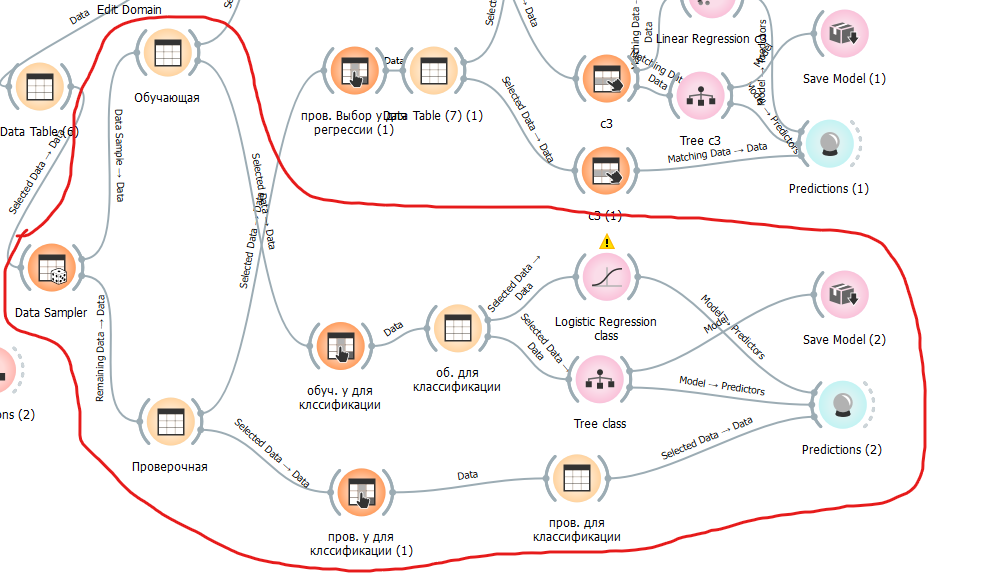 Data
Edit Domain
Data Table (6)
Selected Data → Data
Обучающая
Data Sample → Data
Data Sampler
Remaining Data → Data
ons (2)
Проверочная
Selected Data → Data
Selected Data
пров. Выбор у для
регрессии (1)
Data
Data Table (7) (1)
Selected Data → Data
c3
c3 (1)
Matching Data → Data
Linear Regression c3
Tree c3
Model → Predictors
Save Model (1)
Predictions (1)
обуч. у для
клссификации
Data
об. для
классификации
Selected Data →
Data
Selected Data →
Data
Logistic Regression
class
Tree class
Model → Predictors
Model
Model → Predictors
Save Model (2)
Predictions (2)
Selected Data → Data
пров. у для
клссификации (1)
Data
пров. для
классификации
Selected Data → Data